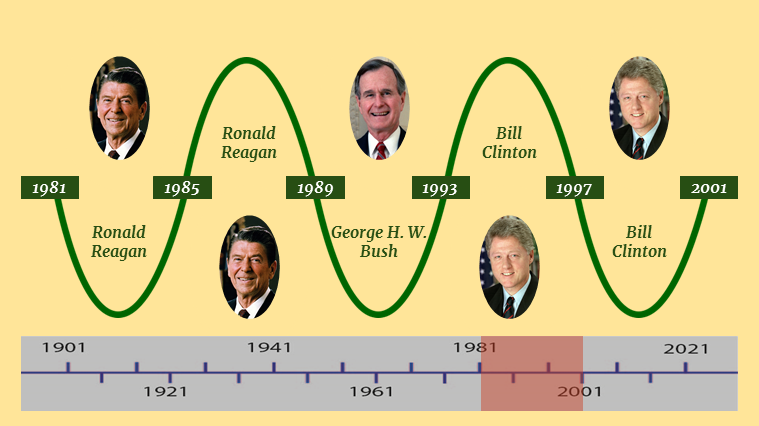 Ronald
Reagan
Bill
Clinton
1981
1985
1989
1993
1997
2001
Ronald
Reagan
George H. W.
Bush
Bill
Clinton
1901
1941
1981
2021
1921
1961
2001